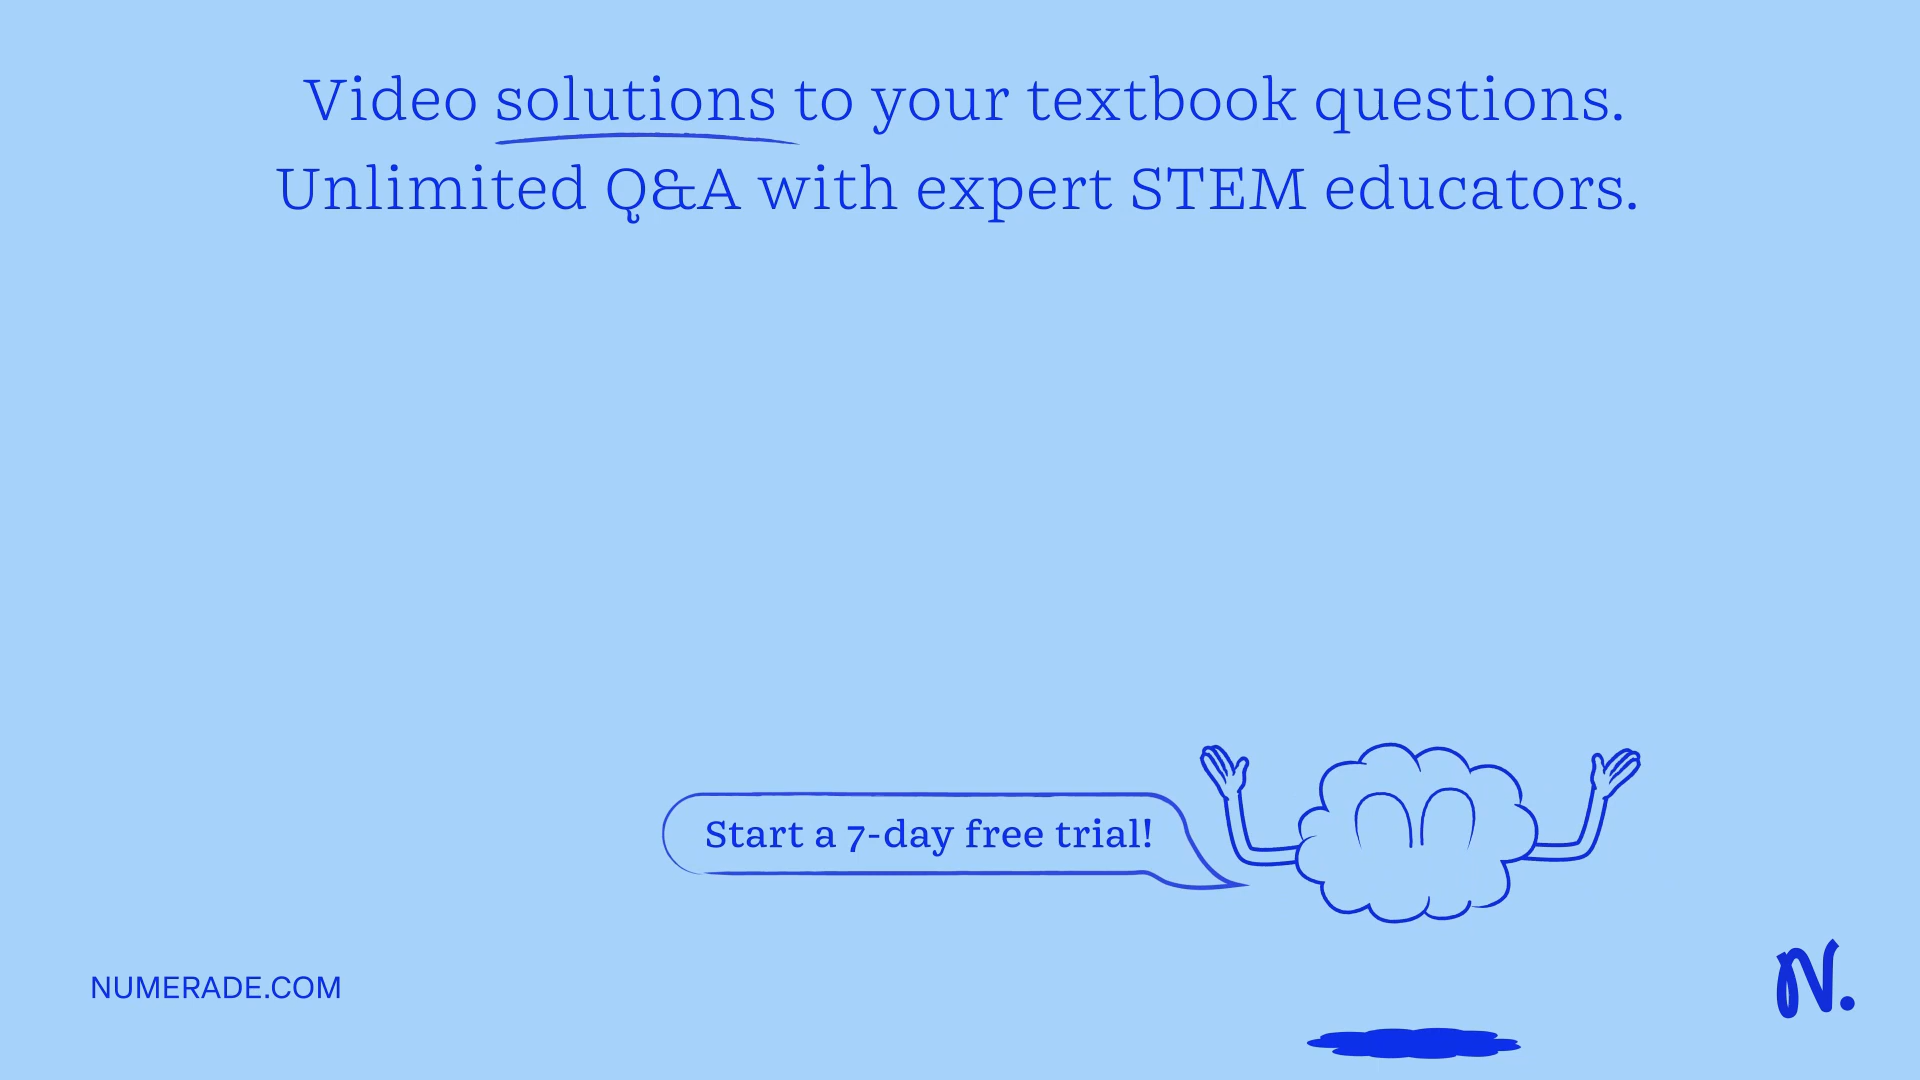 Video solutions to your textbook questions.
Unlimited Q&A with expert STEM educators.
Start a 7-day free trial!
NUMERADE.COM
N.